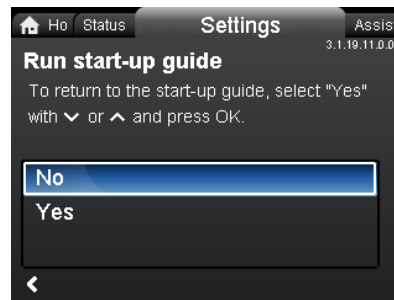 Ho Status Settings Assis
3.1.19.11.0.0
Run start-up guide
To return to the start-up guide, select "Yes"
with ⌄ or ⌃ and press OK.
No
Yes